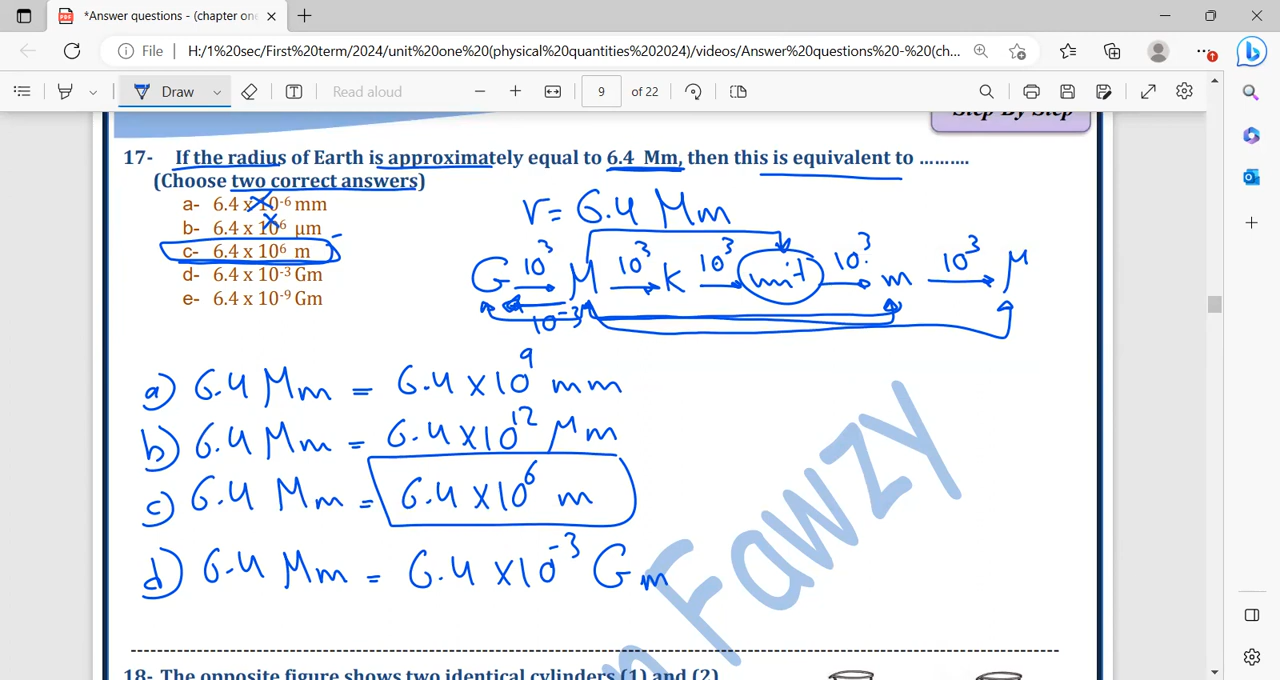 *Answer questions - (chapter one
File H:/1%20sec/First%20term/2024/unit%20one%20(physical%20quantities%202024)/videos/Answer%20questions%20-%20(ch...
Draw Read aloud 9 of 22
Step By Step
17- If the radius of Earth is approximately equal to 6.4 Mm, then this is equivalent to ..........
(Choose two correct answers)
a- 6.4 x 10-6 mm
b- 6.4 x 10⁶ μm
c- 6.4 x 10⁶ m
d- 6.4 x 10-3 Gm
e- 6.4 x 10-9 Gm
r = 6.4 Mm
10³ 10³ 10³ 10³ 10³
G M K unit m μ
10⁻³
a) 6.4 Mm = 6.4 × 10⁹ mm
b) 6.4 Mm = 6.4 × 10¹² μm
c) 6.4 Mm = 6.4 × 10⁶ m
d) 6.4 Mm = 6.4 × 10⁻³ Gm
Fawzy
18- The opposite figure shows two identical cylinders (1) and (2)